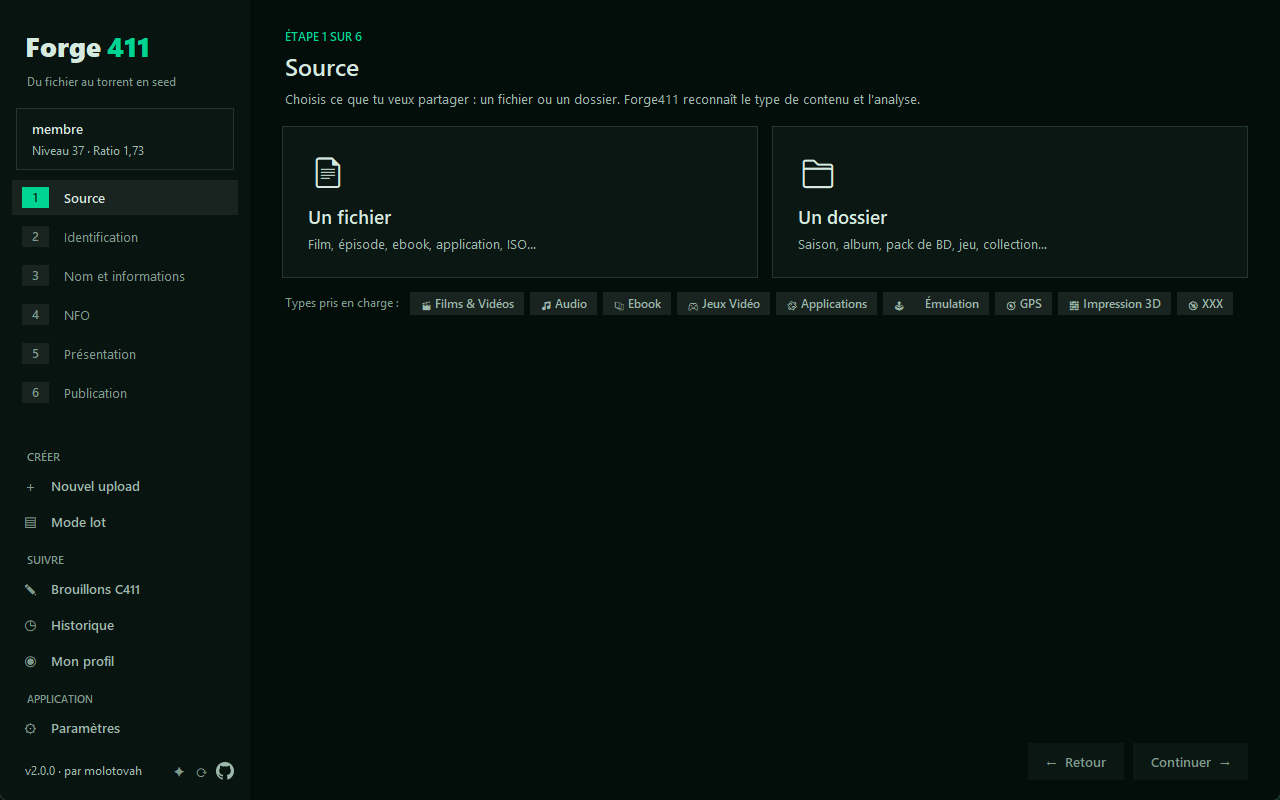 Forge 411
Du fichier au torrent en seed
membre
Niveau 37 · Ratio 1,73
1 Source
2 Identification
3 Nom et informations
4 NFO
5 Présentation
6 Publication
CRÉER
+ Nouvel upload
Mode lot
SUIVRE
Brouillons C411
Historique
Mon profil
APPLICATION
Paramètres
v2.0.0 · par molotovah
ÉTAPE 1 SUR 6
Source
Choisis ce que tu veux partager : un fichier ou un dossier. Forge411 reconnaît le type de contenu et l'analyse.
Un fichier
Film, épisode, ebook, application, ISO...
Un dossier
Saison, album, pack de BD, jeu, collection...
Types pris en charge : Films & Vidéos Audio Ebook Jeux Vidéo Applications Émulation GPS Impression 3D XXX
← Retour Continuer →